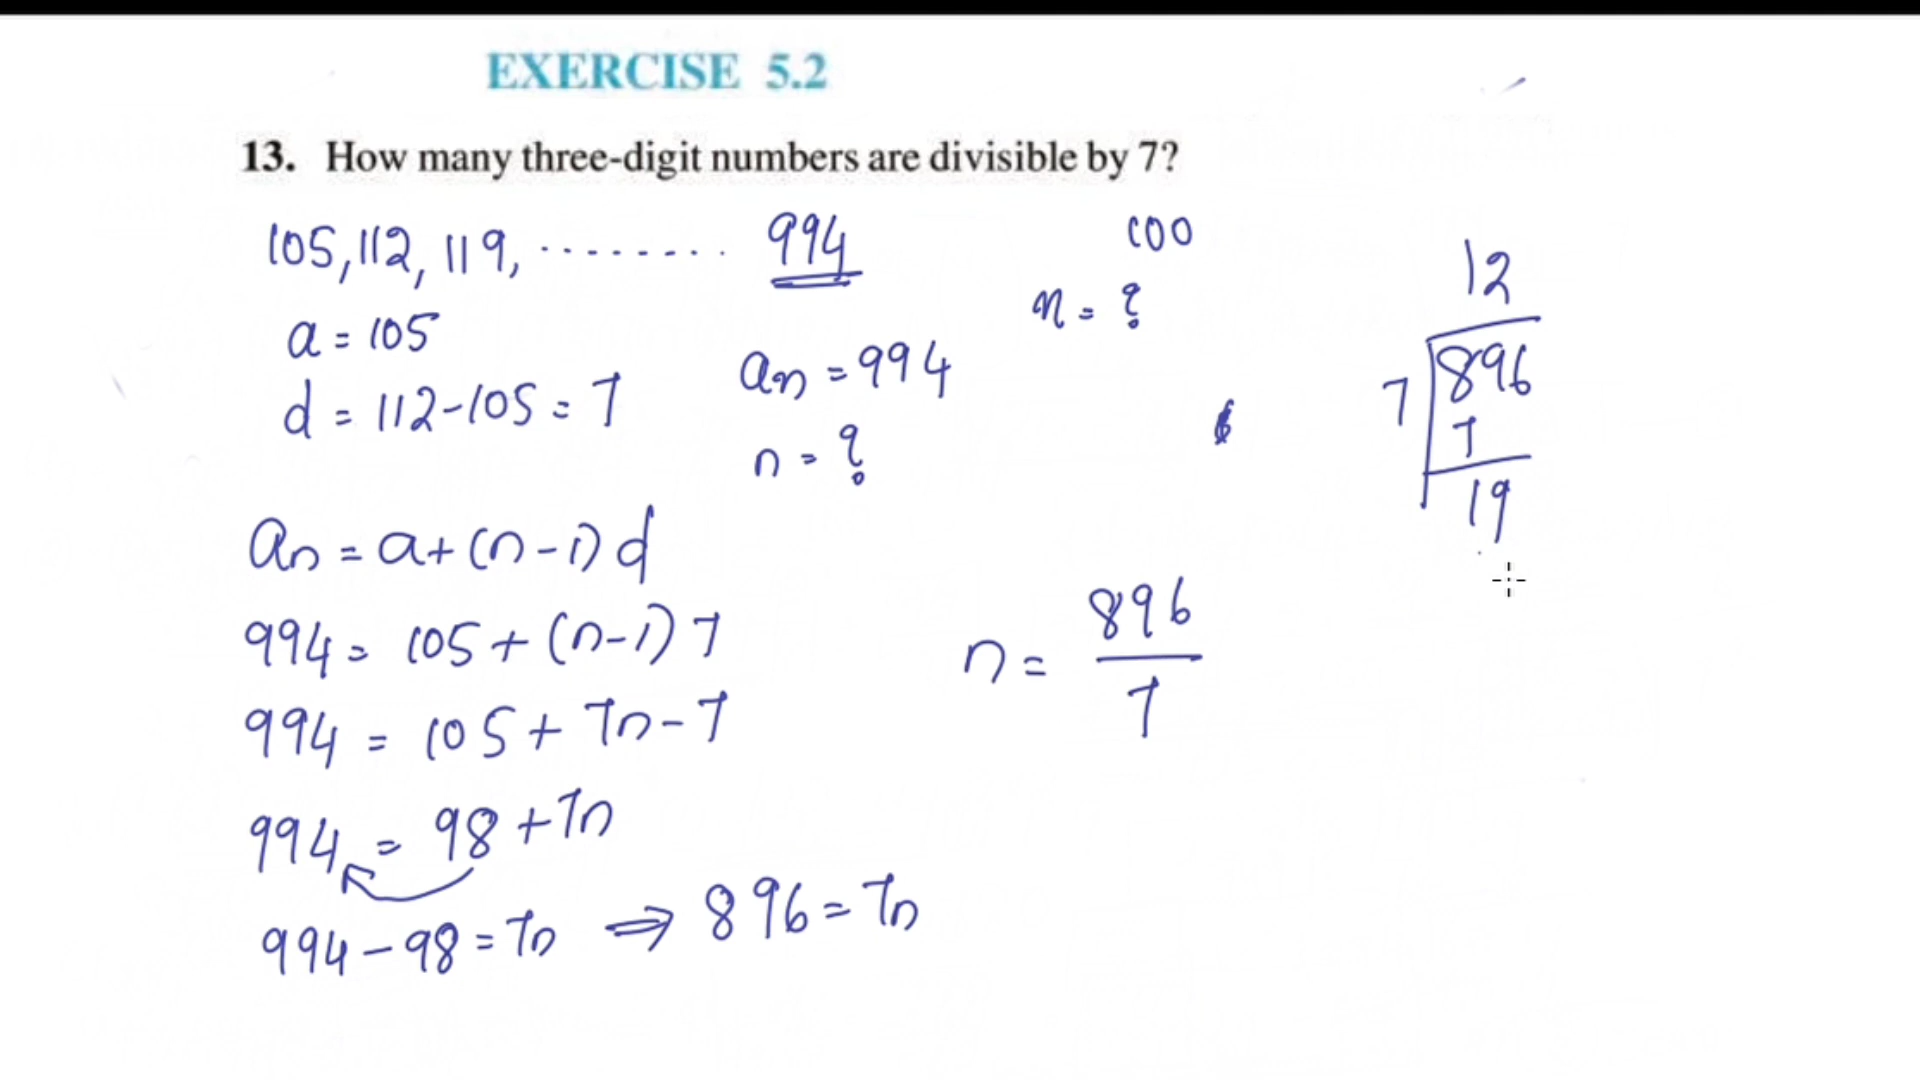 EXERCISE 5.2
13. How many three-digit numbers are divisible by 7?
105, 112, 119, ........ 994
100
a = 105
n = ?
d = 112-105 = 7
an = 994
n = ?
an = a+(n-1) d
994 = 105 + (n-1) 7
994 = 105 + 7n - 7
994 = 98 + 7n
994 - 98 = 7n ⇒ 896 = 7n
n = 896
7
12
7 896
7
19